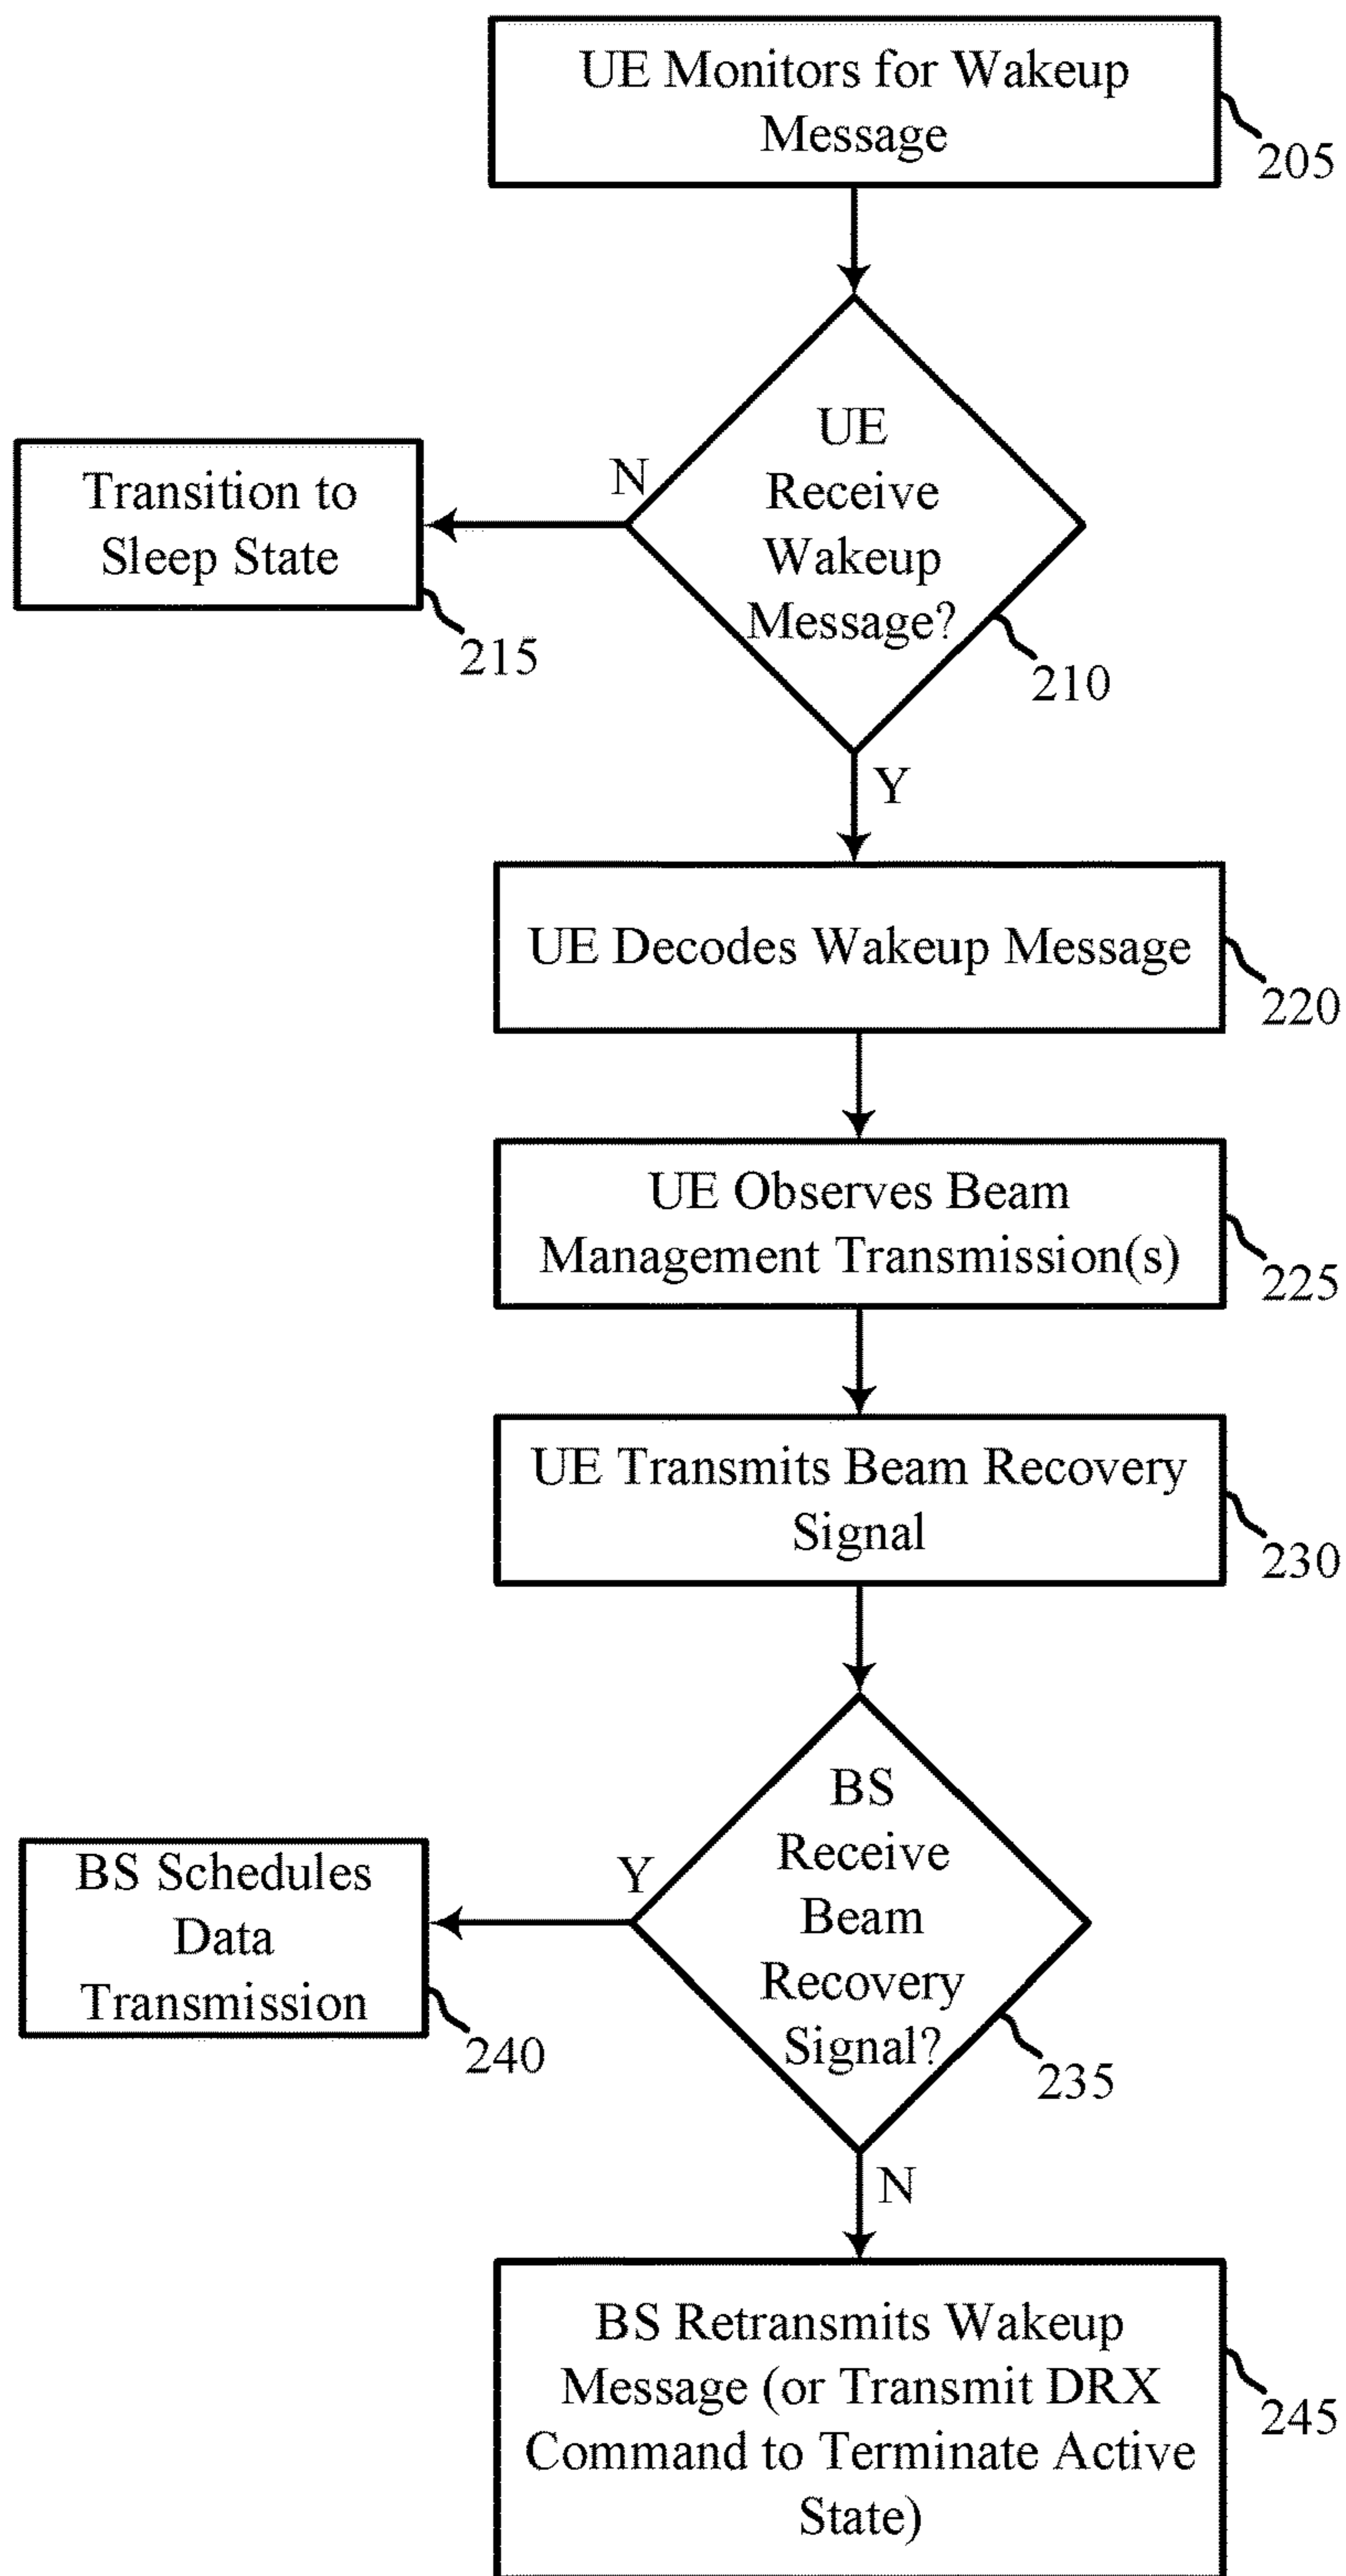 UE Monitors for Wakeup
Message
205
UE
Receive
Wakeup
Message?
210
N
Transition to
Sleep State
215
Y
UE Decodes Wakeup Message
220
UE Observes Beam
Management Transmission(s)
225
UE Transmits Beam Recovery
Signal
230
BS
Receive
Beam
Recovery
Signal?
235
Y
BS Schedules
Data
Transmission
240
N
BS Retransmits Wakeup
Message (or Transmit DRX
Command to Terminate Active
State)
245